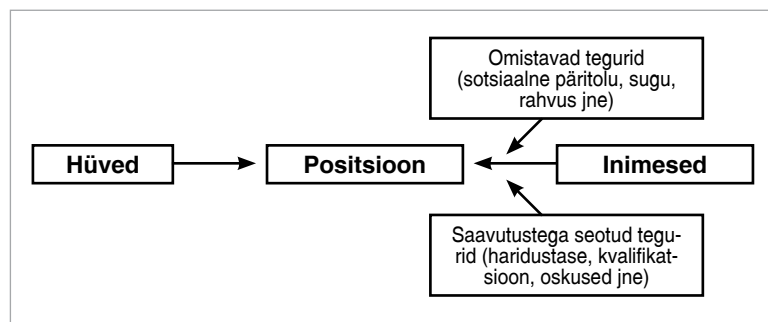 Omistavad tegurid
(sotsiaalne päritolu, sugu,
rahvus jne)
Hüved
Positsioon
Inimesed
Saavutustega seotud tegu-
rid (haridustase, kvalifikat-
sioon, oskused jne)